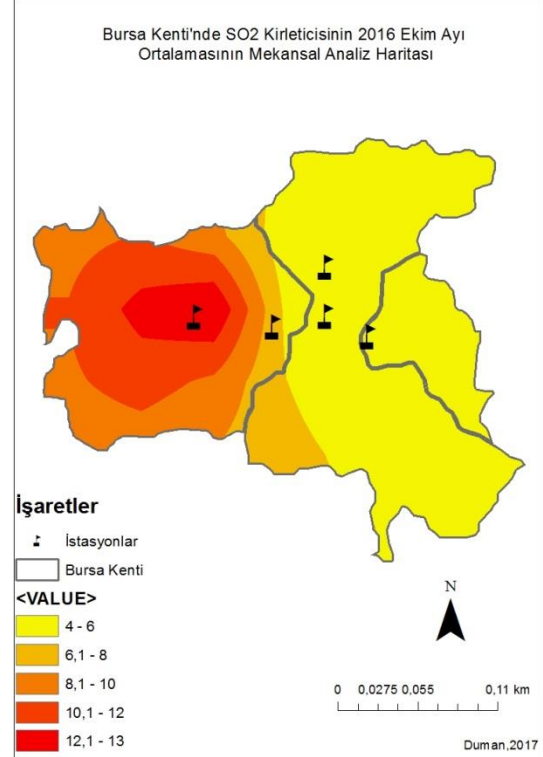 Bursa Kenti'nde SO2 Kirleticisinin 2016 Ekim Ayı
Ortalamasının Mekansal Analiz Haritası
İşaretler
İstasyonlar
Bursa Kenti
<VALUE>
4 - 6
6,1 - 8
8,1 - 10
10,1 - 12
12,1 - 13
N
0 0,0275 0,055 0,11 km
Duman,2017